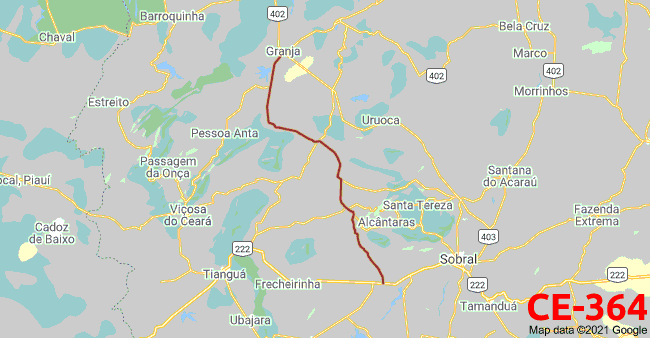 Barroquinha
402
Chaval
Granja
Bela Cruz
Marco
402
Morrinhos
Estreito
Uruoca
Pessoa Anta
Passagem
da Onça
Santana
do Acaraú
ocal, Piauí
Viçosa
do Ceará
Santa Tereza
Alcântaras
Fazenda
Extrema
Cadoz
de Baixo
403
222
Sobral
Tianguá
Frecheirinha
222
222
Tamanduá
Ubajara
CE-364
Map data ©2021 Google